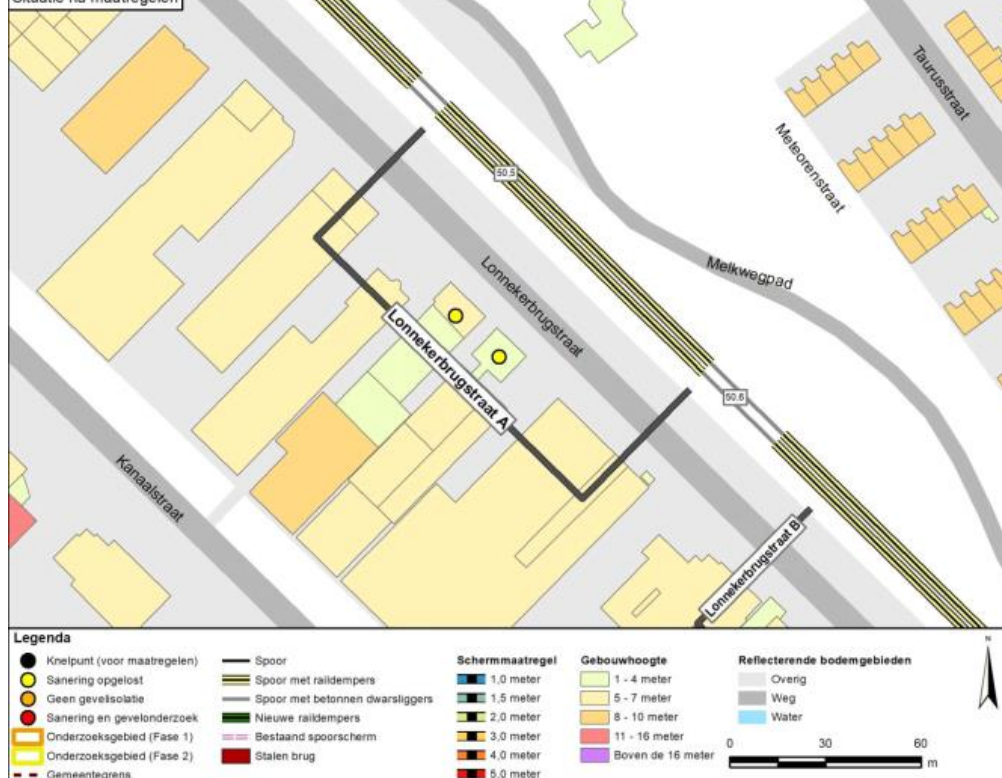 Situatie na maatregelen
Taurusstraat
Meteorenstraat
50,5
Melkwegpad
Lonnekerbrugstraat
Lonnekerbrugstraat A
50,6
Kanaalstraat
Lonnekerbrugstraat B
Legenda
Knelpunt (voor maatregelen)
Sanering opgelost
Geen gevelisolatie
Sanering en gevelonderzoek
Onderzoeksgebied (Fase 1)
Onderzoeksgebied (Fase 2)
Gemeentegrens
Spoor
Spoor met raildempers
Spoor met betonnen dwarsliggers
Nieuwe raildempers
Bestaand spoorscherm
Stalen brug
Schermmaatregel
1,0 meter
1,5 meter
2,0 meter
3,0 meter
4,0 meter
5,0 meter
Gebouwhoogte
1 - 4 meter
5 - 7 meter
8 - 10 meter
11 - 16 meter
Boven de 16 meter
Reflecterende bodemgebieden
Overig
Weg
Water
N
0 30 60
m